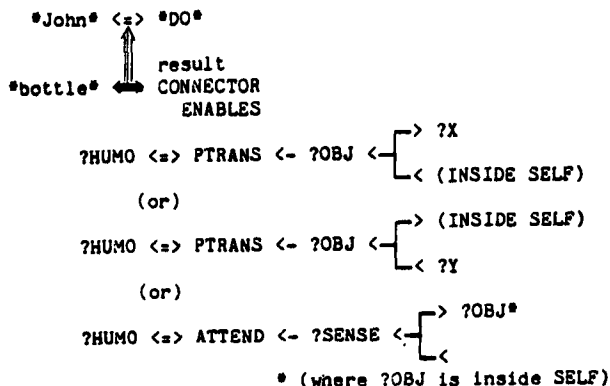 *John* <=> *DO*
result
*bottle* CONNECTOR
ENABLES
> ?X
?HUMO <=> PTRANS <- ?OBJ <
< (INSIDE SELF)
(or)
> (INSIDE SELF)
?HUMO <=> PTRANS <- ?OBJ <
< ?Y
(or)
> ?OBJ*
?HUMO <=> ATTEND <- ?SENSE <
<
* (where ?OBJ is inside SELF)